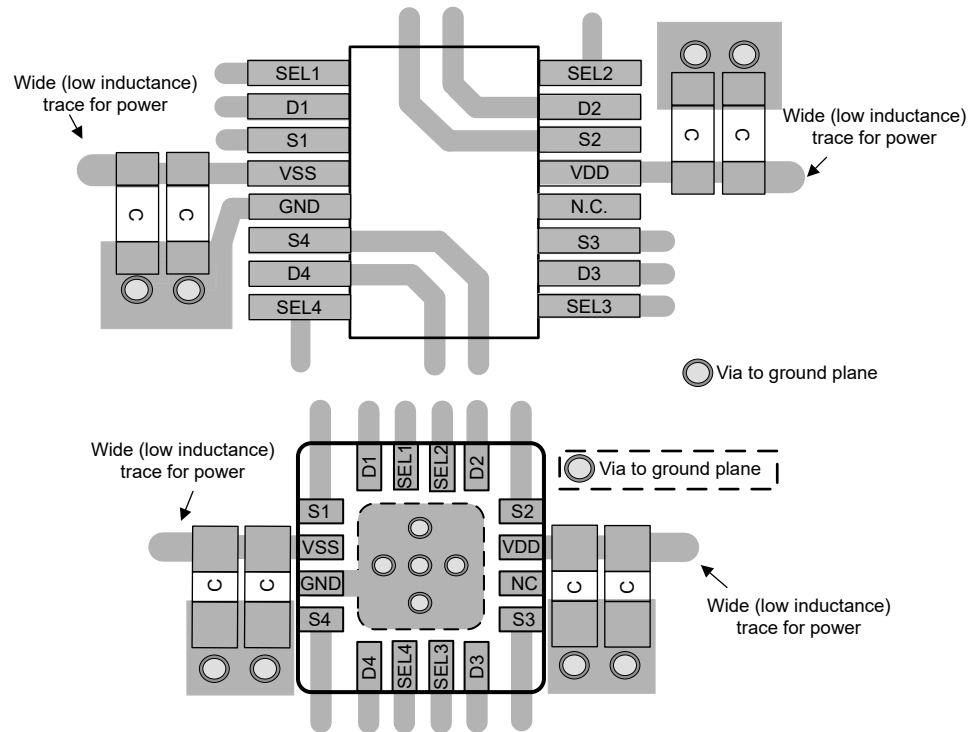 Wide (low inductance)
trace for power
SEL1
D1
S1
VSS
GND
S4
D4
SEL4
SEL2
D2
S2
VDD
N.C.
S3
D3
SEL3
C
C
C
C
Wide (low inductance)
trace for power
Via to ground plane
Wide (low inductance)
trace for power
D1
SEL1
SEL2
D2
Via to ground plane
S1
VSS
GND
S4
S2
VDD
NC
S3
C
C
C
C
D4
SEL4
SEL3
D3
Wide (low inductance)
trace for power